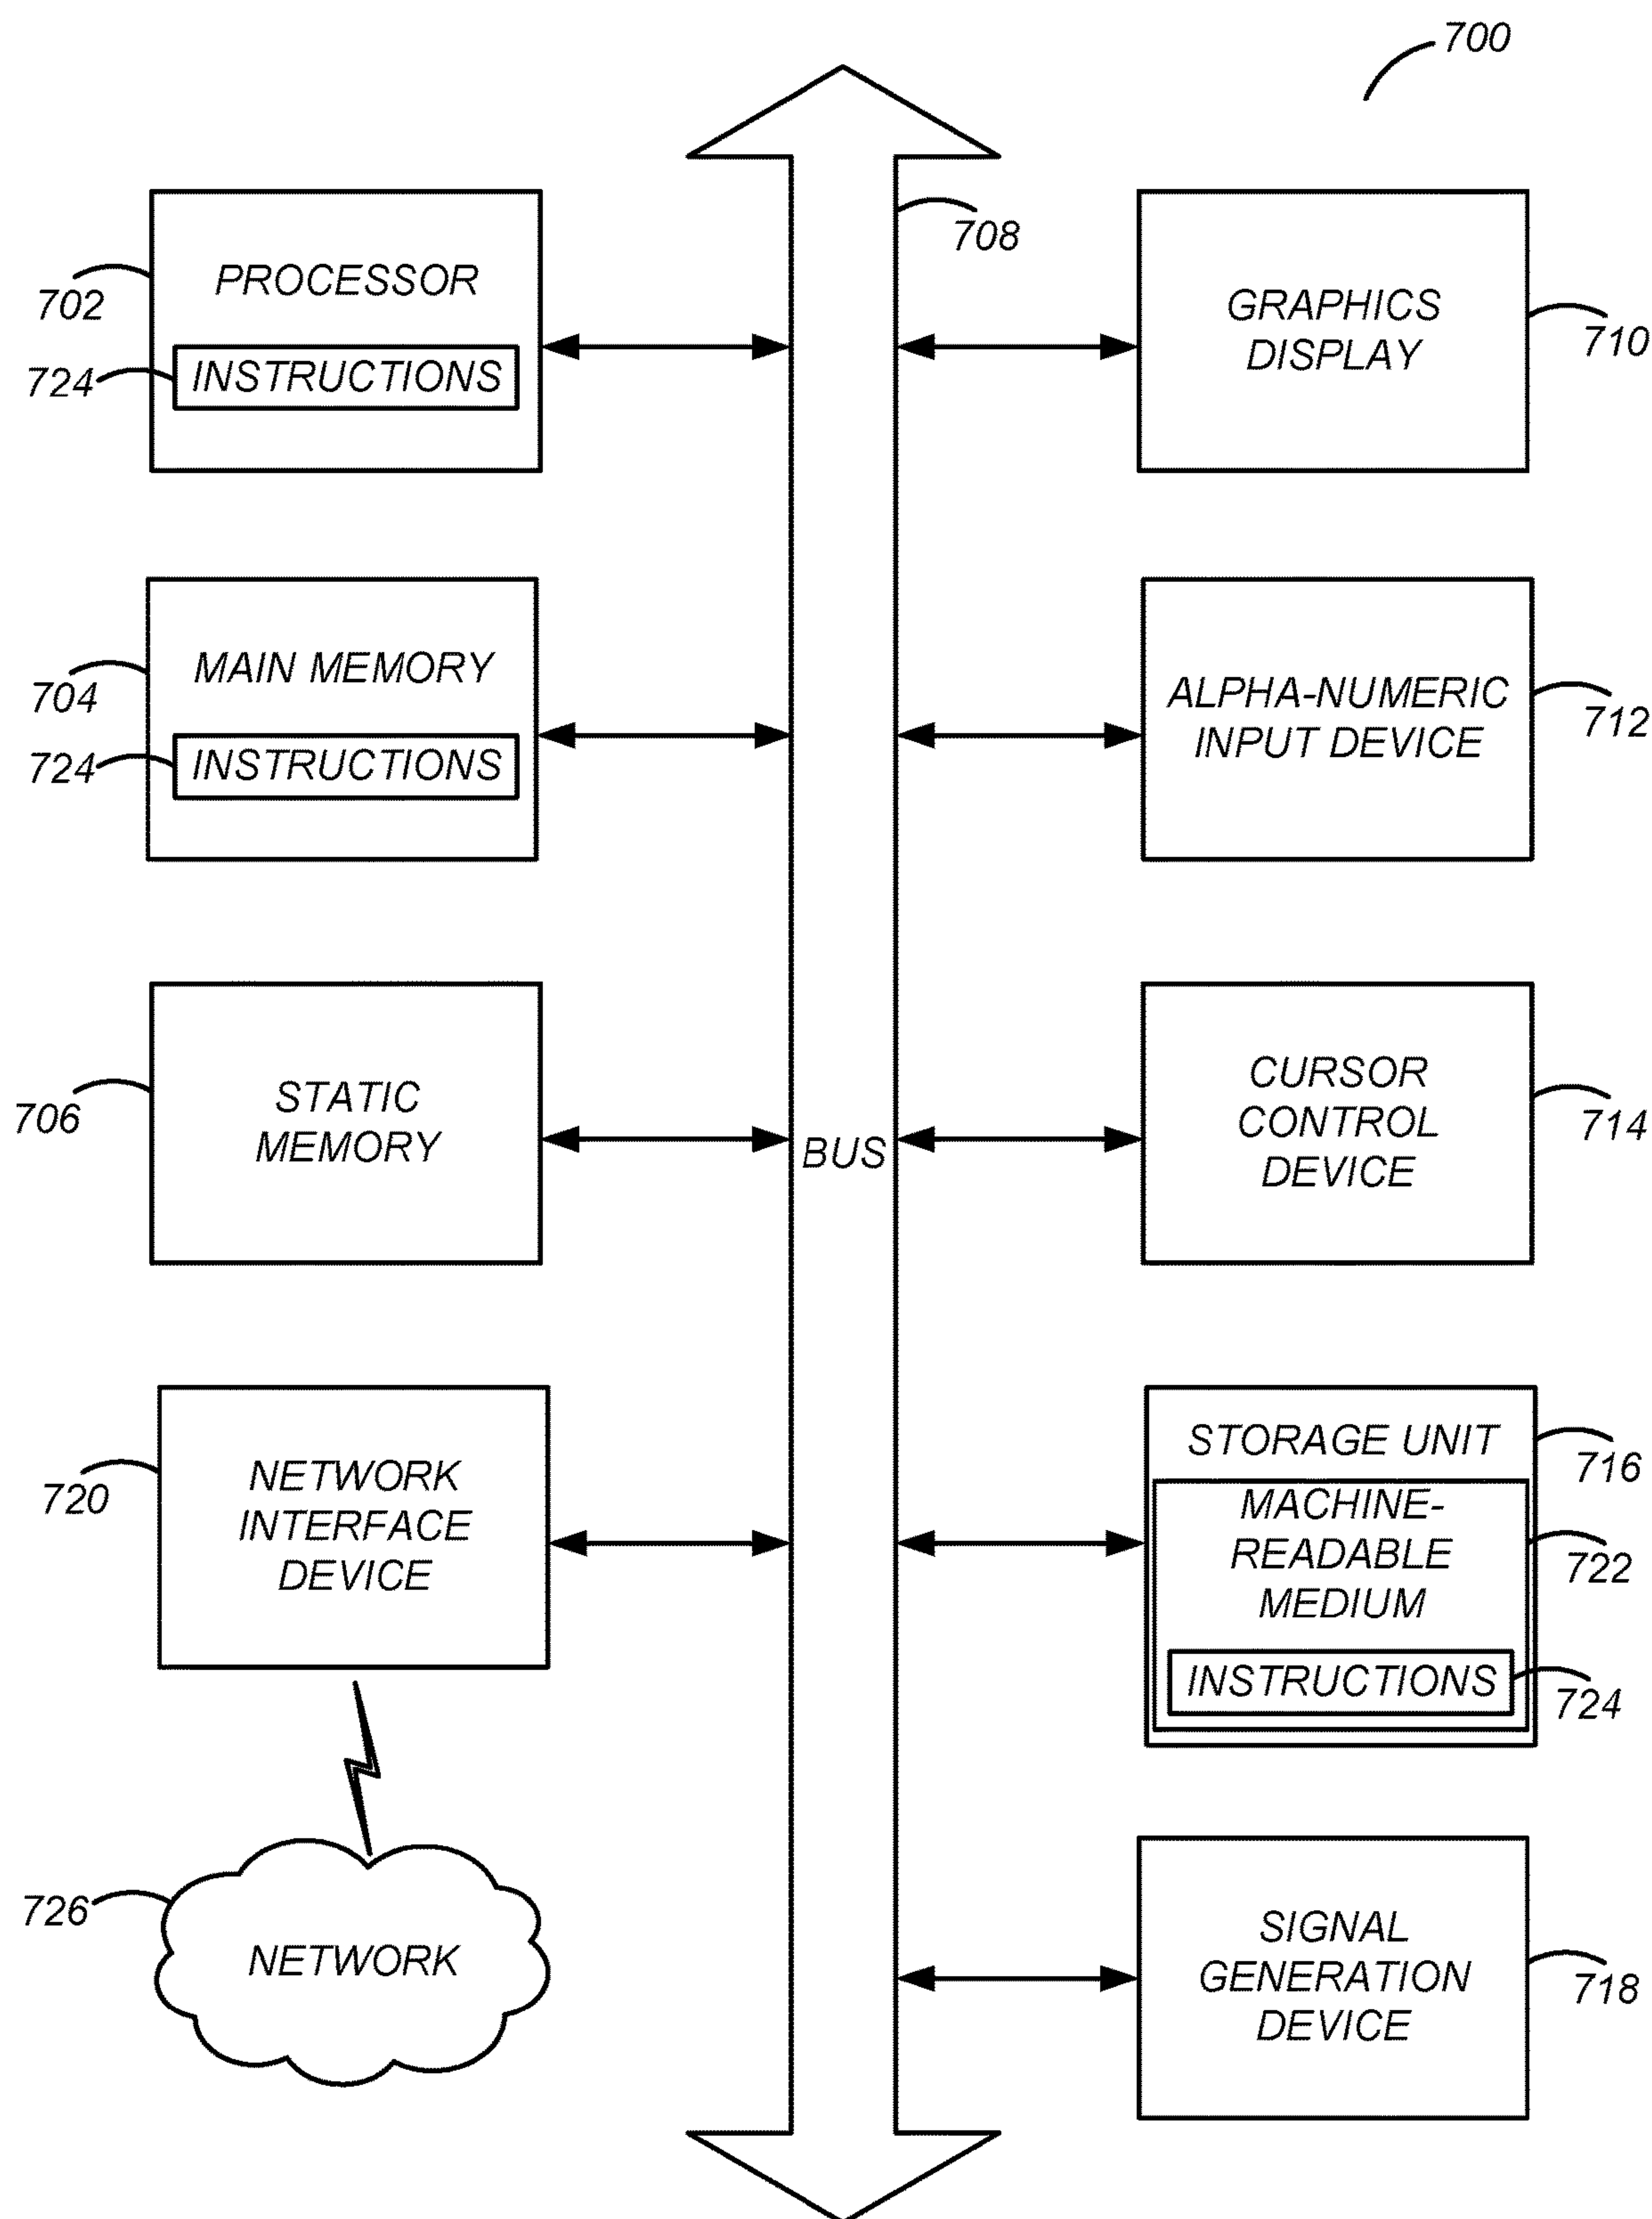 700
708
PROCESSOR
702
INSTRUCTIONS
724
GRAPHICS
DISPLAY
710
MAIN MEMORY
704
INSTRUCTIONS
724
ALPHA-NUMERIC
INPUT DEVICE
712
STATIC
MEMORY
706
BUS
CURSOR
CONTROL
DEVICE
714
NETWORK
INTERFACE
DEVICE
720
STORAGE UNIT
716
MACHINE-
READABLE
MEDIUM
722
INSTRUCTIONS
724
726
NETWORK
SIGNAL
GENERATION
DEVICE
718